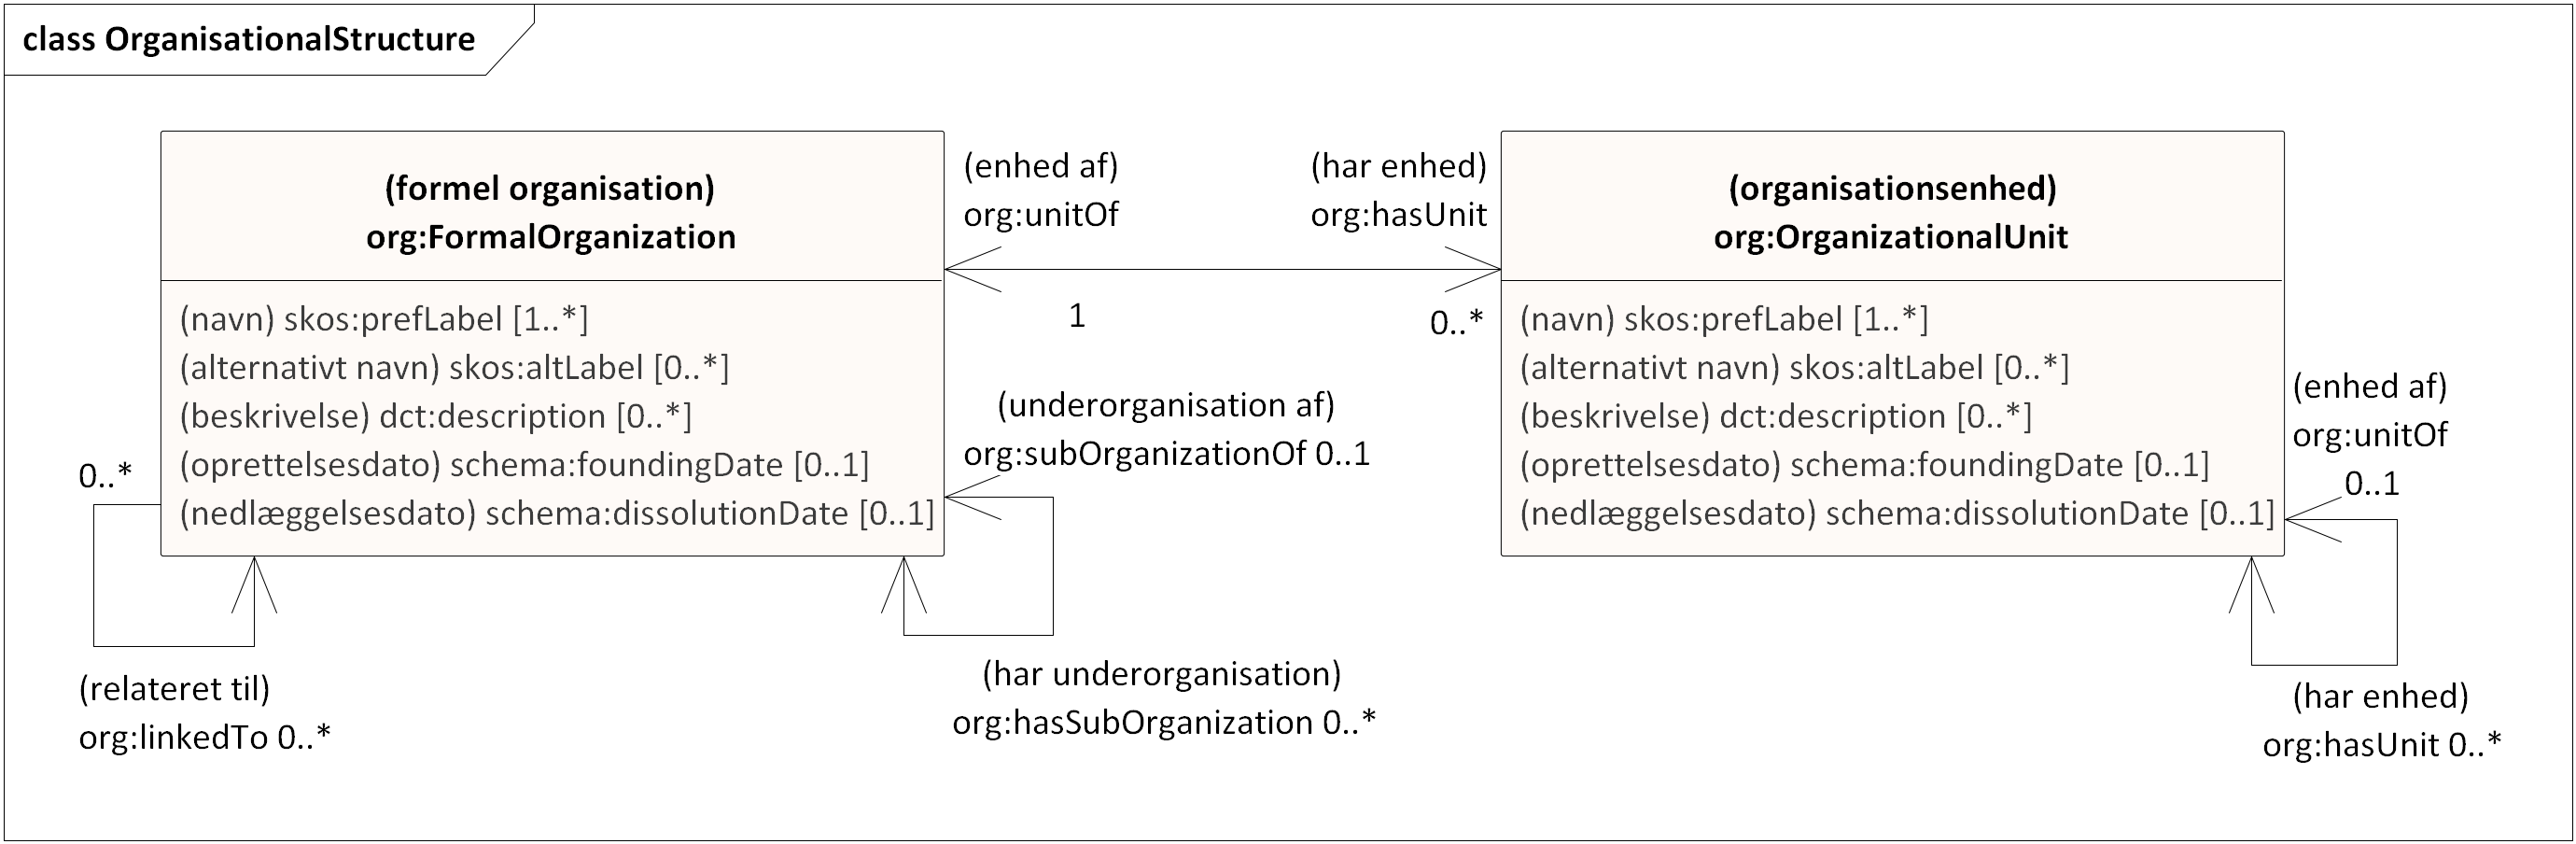 class OrganisationalStructure
(formel organisation)
org:FormalOrganization
(navn) skos:prefLabel [1..*]
(alternativt navn) skos:altLabel [0..*]
(beskrivelse) dct:description [0..*]
(oprettelsesdato) schema:foundingDate [0..1]
(nedlæggelsesdato) schema:dissolutionDate [0..1]
0..*
(relateret til)
org:linkedTo 0..*
(enhed af)
org:unitOf
1
(har enhed)
org:hasUnit
0..*
(underorganisation af)
org:subOrganizationOf 0..1
(har underorganisation)
org:hasSubOrganization 0..*
(organisationsenhed)
org:OrganizationalUnit
(navn) skos:prefLabel [1..*]
(alternativt navn) skos:altLabel [0..*]
(beskrivelse) dct:description [0..*]
(oprettelsesdato) schema:foundingDate [0..1]
(nedlæggelsesdato) schema:dissolutionDate [0..1]
(enhed af)
org:unitOf
0..1
(har enhed)
org:hasUnit 0..*